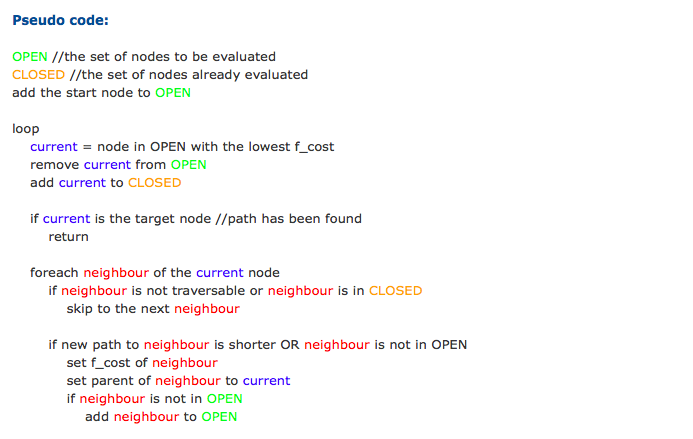 Pseudo code:
OPEN //the set of nodes to be evaluated
CLOSED //the set of nodes already evaluated
add the start node to OPEN
loop
current = node in OPEN with the lowest f_cost
remove current from OPEN
add current to CLOSED
if current is the target node //path has been found
return
foreach neighbour of the current node
if neighbour is not traversable or neighbour is in CLOSED
skip to the next neighbour
if new path to neighbour is shorter OR neighbour is not in OPEN
set f_cost of neighbour
set parent of neighbour to current
if neighbour is not in OPEN
add neighbour to OPEN